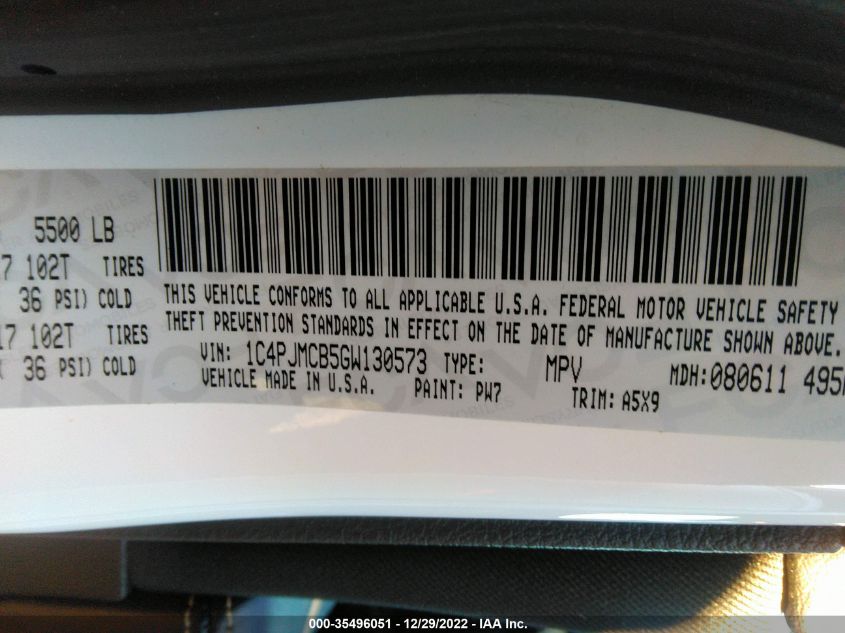 5500 LB
7 102T TIRES
36 PSI) COLD
17 102T TIRES
36 PSI) COLD
THIS VEHICLE CONFORMS TO ALL APPLICABLE U.S.A. FEDERAL MOTOR VEHICLE SAFETY
THEFT PREVENTION STANDARDS IN EFFECT ON THE DATE OF MANUFACTURE SHOWN ABOVE.
VIN: 1C4PJMCB5GW130573 TYPE: MPV MDH:080611 495
VEHICLE MADE IN U.S.A. PAINT: PW7 TRIM: A5X9
000-35496051 - 12/29/2022 - IAA Inc.